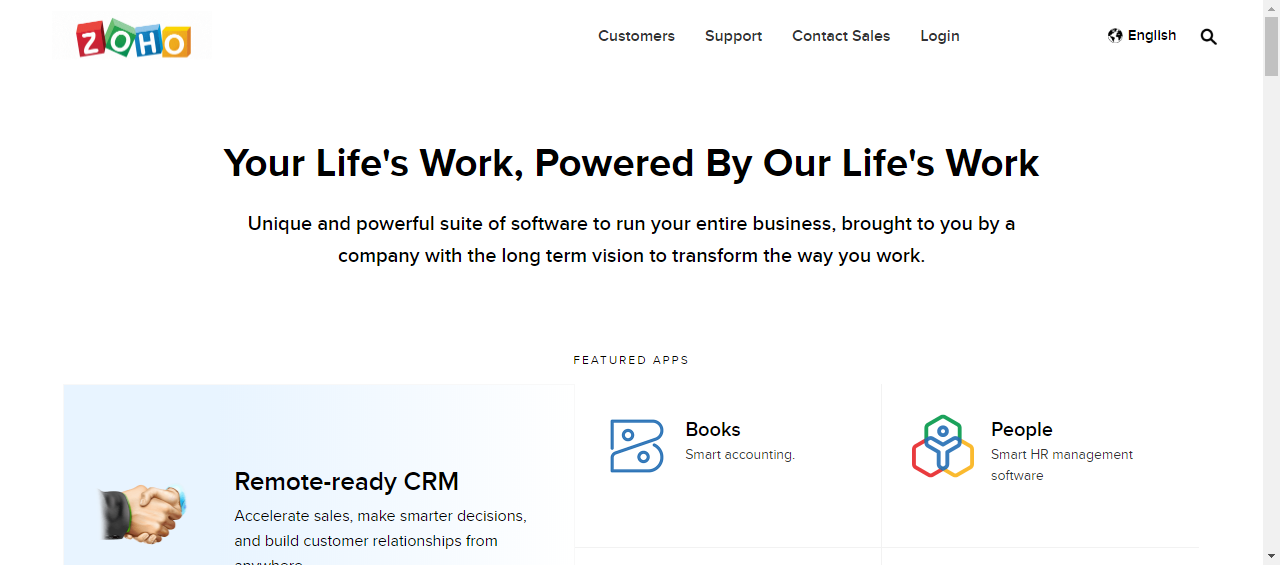 ZOHO
Customers Support Contact Sales Login English
Your Life's Work, Powered By Our Life's Work
Unique and powerful suite of software to run your entire business, brought to you by a
company with the long term vision to transform the way you work.
FEATURED APPS
Remote-ready CRM
Accelerate sales, make smarter decisions,
and build customer relationships from
anywhere.
Books
Smart accounting.
People
Smart HR management
software